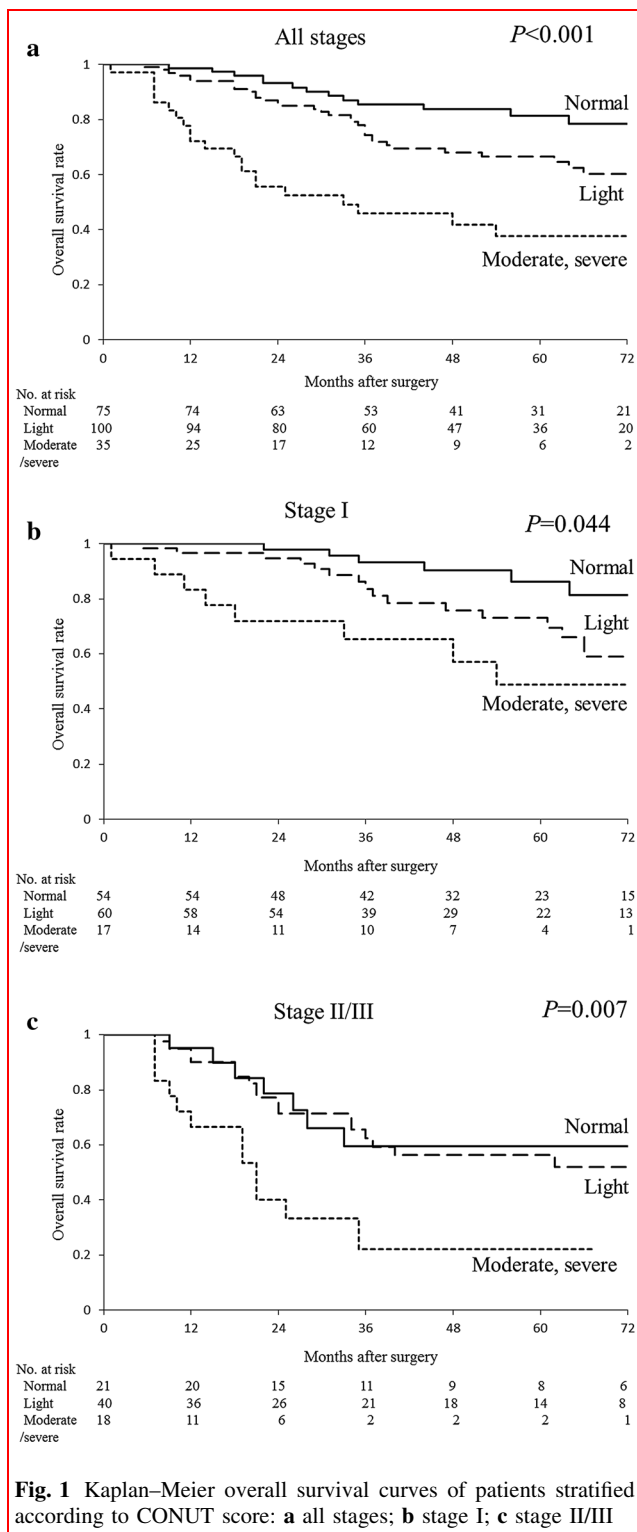 a
All stages
P<0.001
1
0.8
0.6
0.4
0.2
0
Overall survival rate
Normal
Light
Moderate, severe
0 12 24 36 48 60 72
Months after surgery
No. at risk
Normal 75 74 63 53 41 31 21
Light 100 94 80 60 47 36 20
Moderate 35 25 17 12 9 6 2
/severe
b
Stage I
P=0.044
1
0.8
0.6
0.4
0.2
0
Overall survival rate
Normal
Light
Moderate, severe
0 12 24 36 48 60 72
Months after surgery
No. at risk
Normal 54 54 48 42 32 23 15
Light 60 58 54 39 29 22 13
Moderate 17 14 11 10 7 4 1
/severe
c
Stage II/III
P=0.007
1
0.8
0.6
0.4
0.2
0
Overall survival rate
Normal
Light
Moderate, severe
0 12 24 36 48 60 72
Months after surgery
No. at risk
Normal 21 20 15 11 9 8 6
Light 40 36 26 21 18 14 8
Moderate 18 11 6 2 2 2 1
/severe
Fig. 1 Kaplan–Meier overall survival curves of patients stratified
according to CONUT score: a all stages; b stage I; c stage II/III